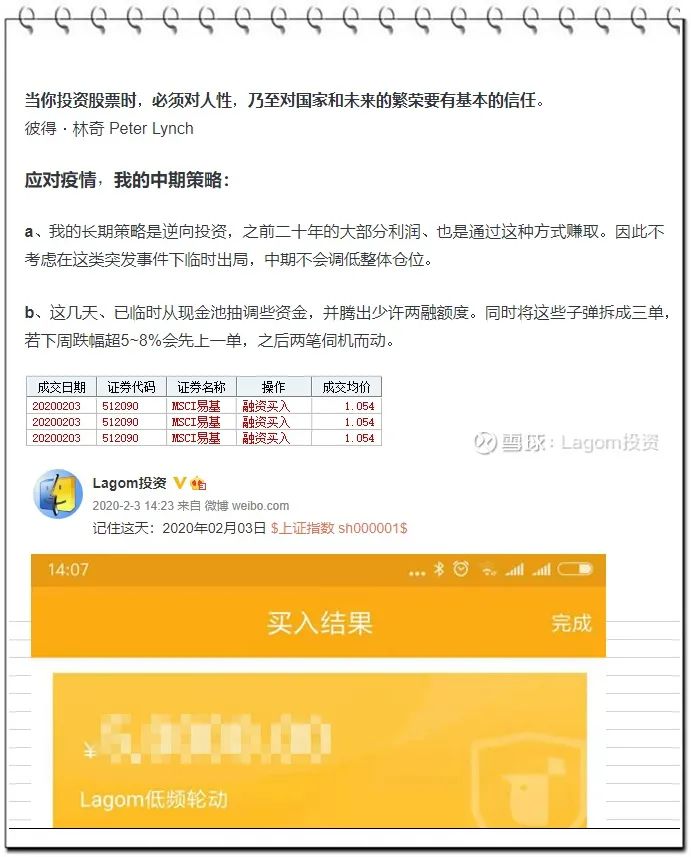 当你投资股票时，必须对人性，乃至对国家和未来的繁荣要有基本的信任。
彼得·林奇 Peter Lynch
应对疫情，我的中期策略：
a、我的长期策略是逆向投资，之前二十年的大部分利润、也是通过这种方式赚取。因此不
考虑在这类突发事件下临时出局，中期不会调低整体仓位。
b、这几天、已临时从现金池抽调些资金，并腾出少许两融额度。同时将这些子弹拆成三单，
若下周跌幅超5~8%会先上一单，之后两笔伺机而动。
成交日期 证券代码 证券名称 操作 成交均价
20200203 512090 MSCI易基 融资买入 1.054
20200203 512090 MSCI易基 融资买入 1.054
20200203 512090 MSCI易基 融资买入 1.054
雪球：Lagom投资
Lagom投资
2020-2-3 14:23 来自 微博 weibo.com
记住这天：2020年02月03日 $上证指数 sh000001$
14:07
买入结果 完成
¥
Lagom低频轮动